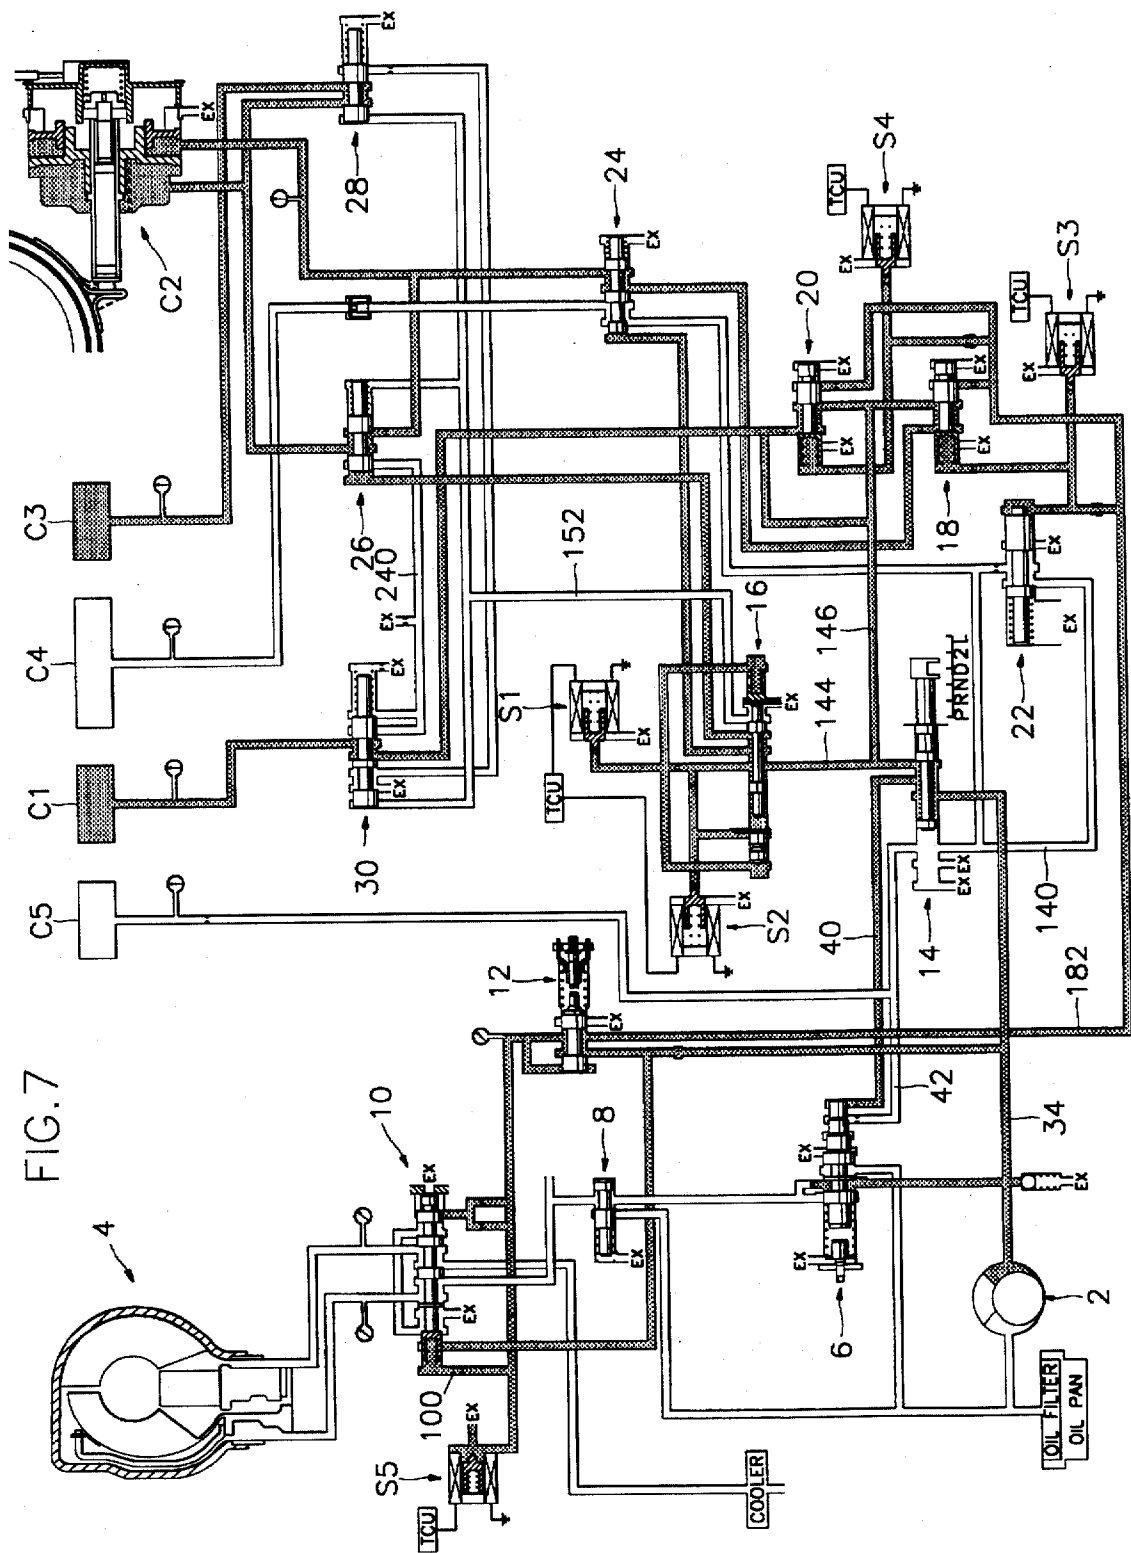 FIG. 7
4
10
8
12
6
2
100
S5
TCU
EX
COOLER
OIL FILTER
OIL PAN
34
42
40
182
140
14
EX EX
PRND2L
144
146
16
22
EX
EX
S3
TCU
EX
S4
TCU
EX
18
EX
EX
20
EX
EX
24
EX
28
EX
26
EX
240
152
30
EX
EX
S1
EX
TCU
S2
EX
EX
C5
C1
C4
C3
C2
EX
EX
EX
EX
EX
EX
EX